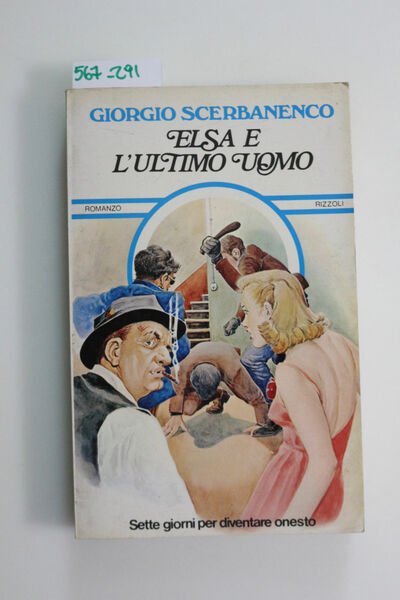 567-291
GIORGIO SCERBANENCO
ELSA E
L'ULTIMO UOMO
ROMANZO
RIZZOLI
Sette giorni per diventare onesto